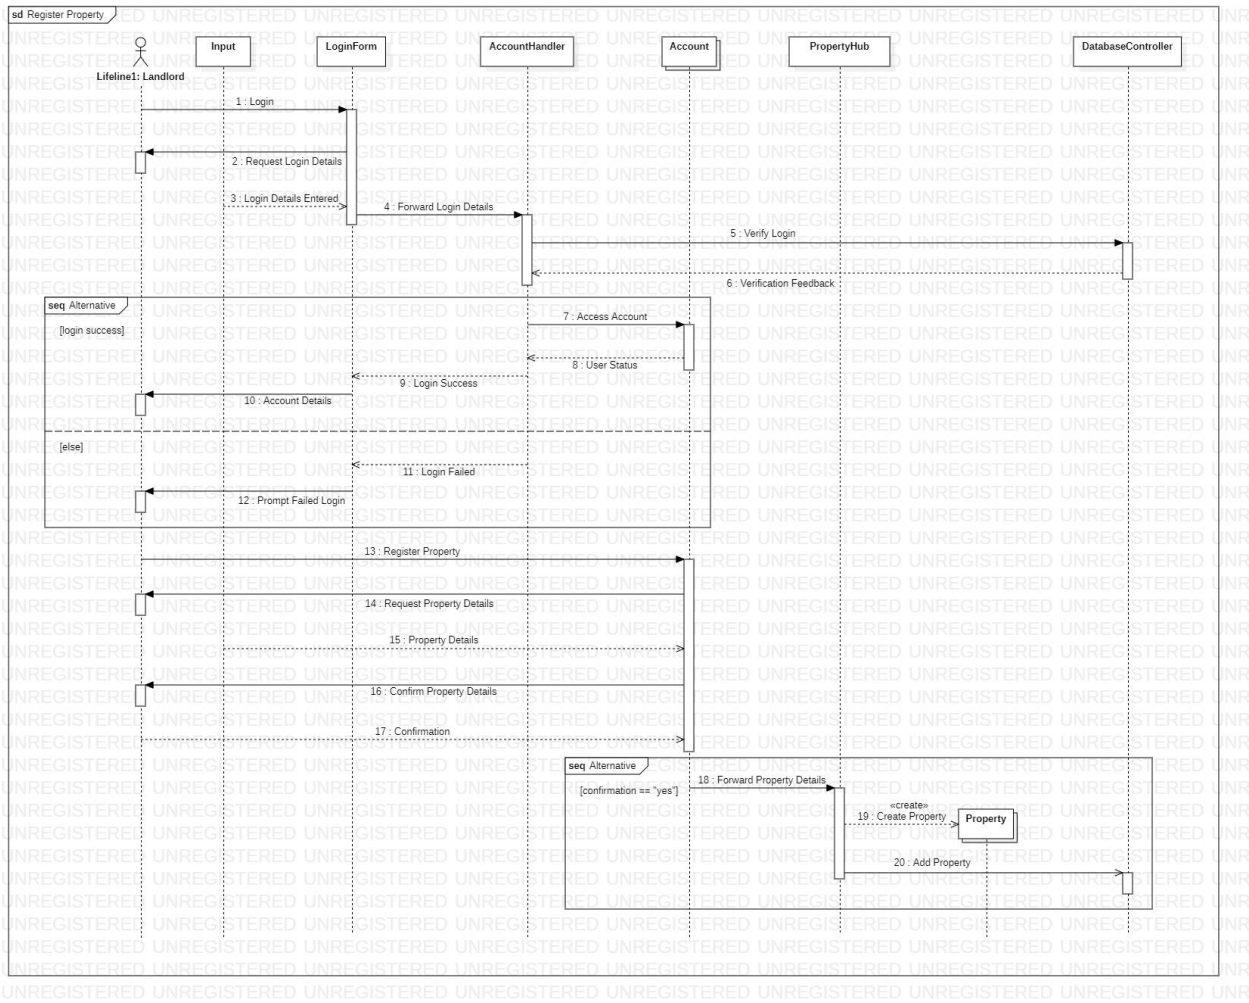 sd Register Property
Input
LoginForm
AccountHandler
Account
PropertyHub
DatabaseController
Lifeline1: Landlord
1 : Login
2 : Request Login Details
3 : Login Details Entered
4 : Forward Login Details
5 : Verify Login
6 : Verification Feedback
seq Alternative
[login success]
7 : Access Account
8 : User Status
9 : Login Success
10 : Account Details
[else]
11 : Login Failed
12 : Prompt Failed Login
13 : Register Property
14 : Request Property Details
15 : Property Details
16 : Confirm Property Details
17 : Confirmation
seq Alternative
[confirmation == "yes"]
18 : Forward Property Details
«create»
19 : Create Property
Property
20 : Add Property
UNREGISTERED